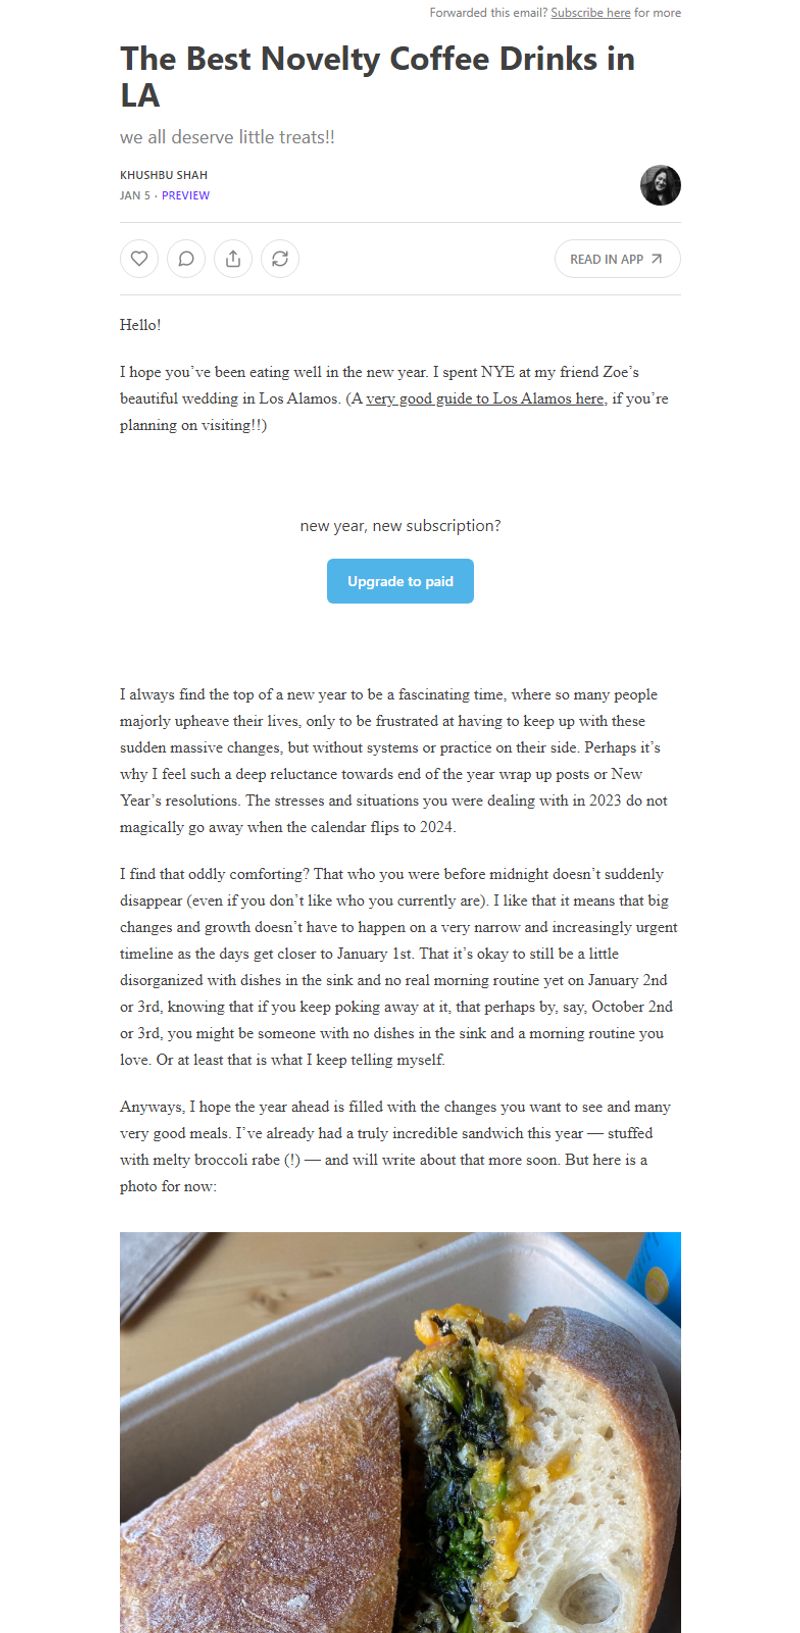 Forwarded this email? Subscribe here for more
The Best Novelty Coffee Drinks in
LA
we all deserve little treats!!
KHUSHBU SHAH
JAN 5 · PREVIEW
READ IN APP
Hello!
I hope you’ve been eating well in the new year. I spent NYE at my friend Zoe’s
beautiful wedding in Los Alamos. (A very good guide to Los Alamos here, if you’re
planning on visiting!!)
new year, new subscription?
Upgrade to paid
I always find the top of a new year to be a fascinating time, where so many people
majorly upheave their lives, only to be frustrated at having to keep up with these
sudden massive changes, but without systems or practice on their side. Perhaps it’s
why I feel such a deep reluctance towards end of the year wrap up posts or New
Year’s resolutions. The stresses and situations you were dealing with in 2023 do not
magically go away when the calendar flips to 2024.
I find that oddly comforting? That who you were before midnight doesn’t suddenly
disappear (even if you don’t like who you currently are). I like that it means that big
changes and growth doesn’t have to happen on a very narrow and increasingly urgent
timeline as the days get closer to January 1st. That it’s okay to still be a little
disorganized with dishes in the sink and no real morning routine yet on January 2nd
or 3rd, knowing that if you keep poking away at it, that perhaps by, say, October 2nd
or 3rd, you might be someone with no dishes in the sink and a morning routine you
love. Or at least that is what I keep telling myself.
Anyways, I hope the year ahead is filled with the changes you want to see and many
very good meals. I’ve already had a truly incredible sandwich this year — stuffed
with melty broccoli rabe (!) — and will write about that more soon. But here is a
photo for now: